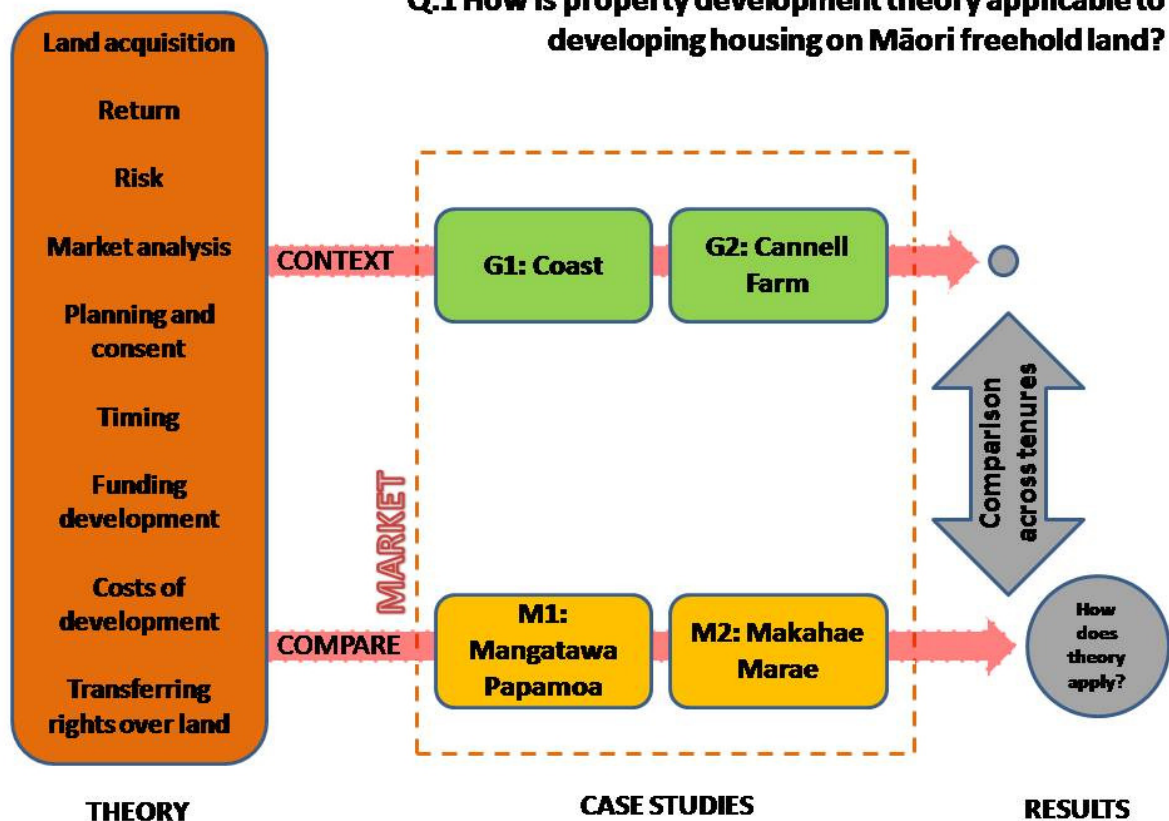 Q.1 How is property development theory applicable to
developing housing on Māori freehold land?
Land acquisition
Return
Risk
Market analysis
Planning and
consent
Timing
Funding
development
Costs of
development
Transferring
rights over land
THEORY
CONTEXT
COMPARE
MARKET
G1: Coast
G2: Cannell
Farm
M1:
Mangatawa
Papamoa
M2: Makahae
Marae
CASE STUDIES
Comparison
across tenures
How
does
theory
apply?
RESULTS